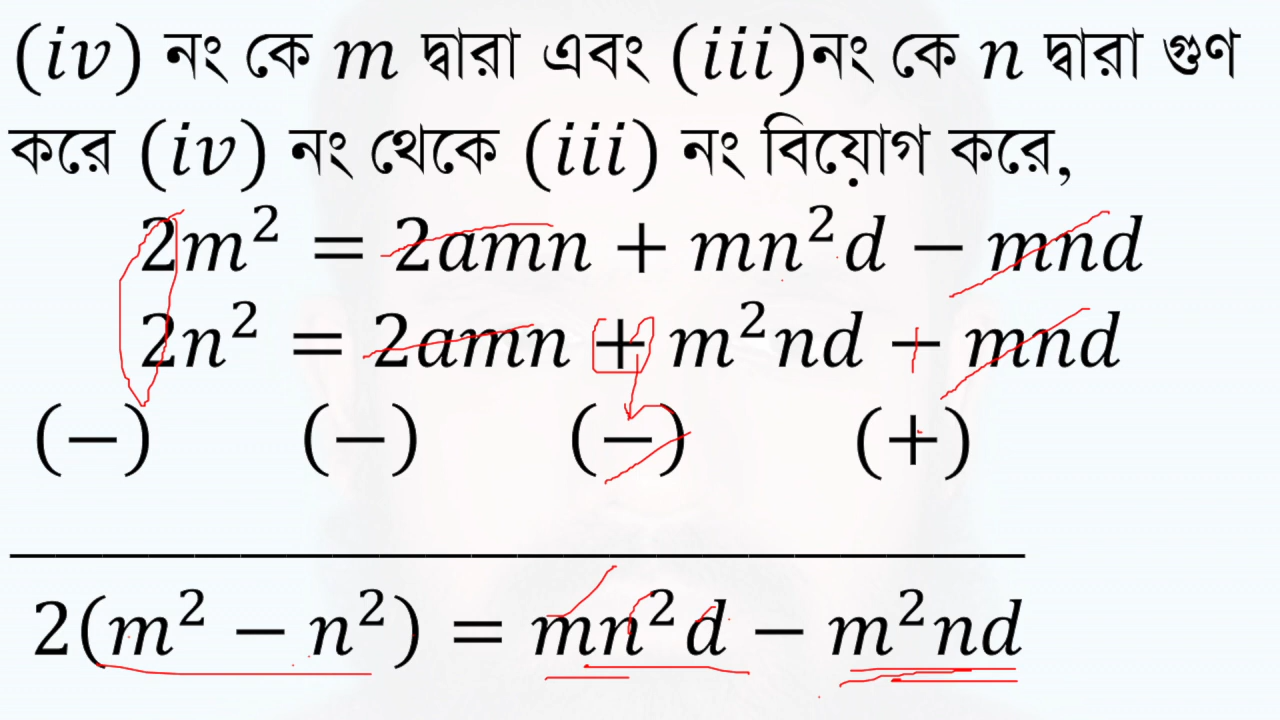 (iv) নং কে m দ্বারা এবং (iii)নং কে n দ্বারা গুণ
করে (iv) নং থেকে (iii) নং বিয়োগ করে,
2m² = 2amn + mn²d − mnd
2n² = 2amn + m²nd − mnd
(−) (−) (−) (+)
2(m² − n²) = mn²d − m²nd